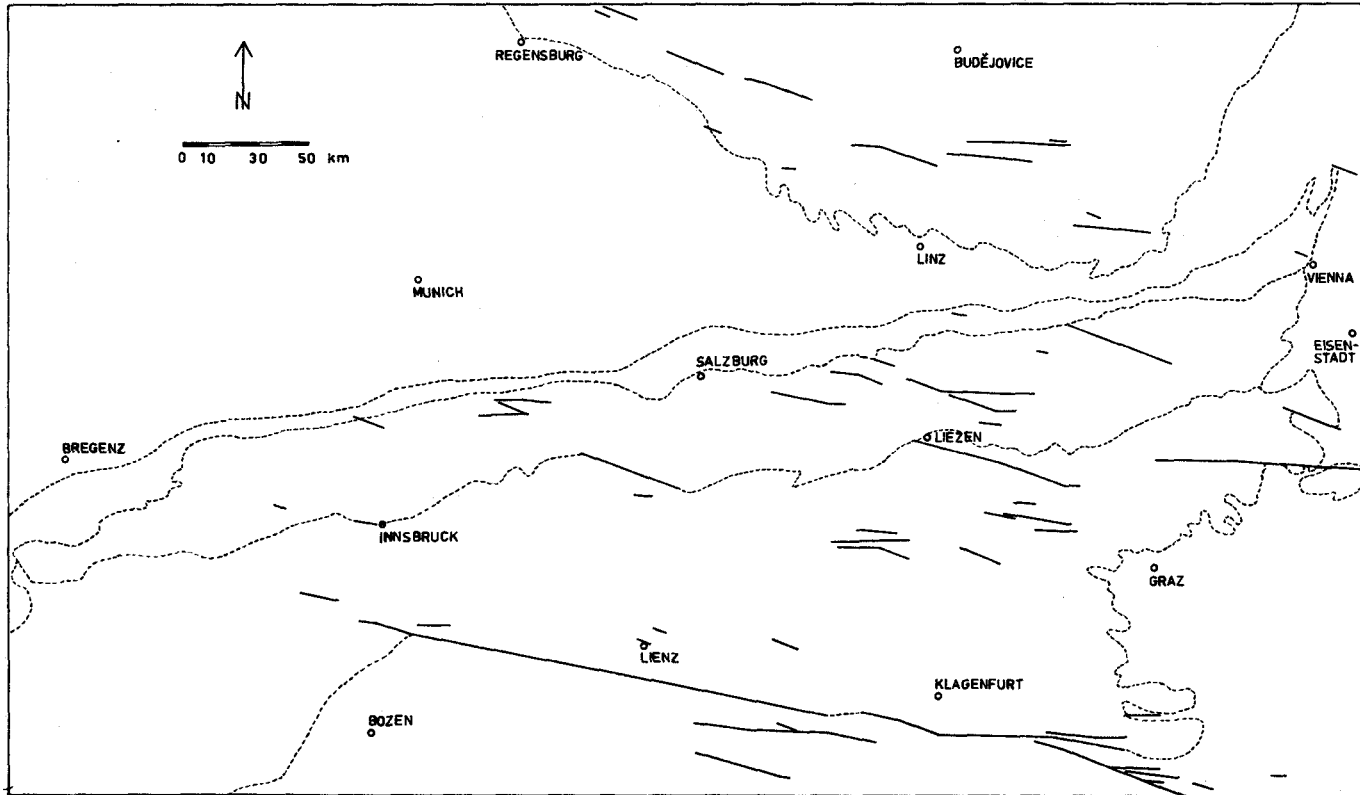 REGENSBURG
BUDĚJOVICE
N
0 10 30 50 km
LINZ
MUNICH
VIENNA
EISEN-
STADT
SALZBURG
BREGENZ
LIEZEN
INNSBRUCK
GRAZ
LIENZ
KLAGENFURT
BOZEN